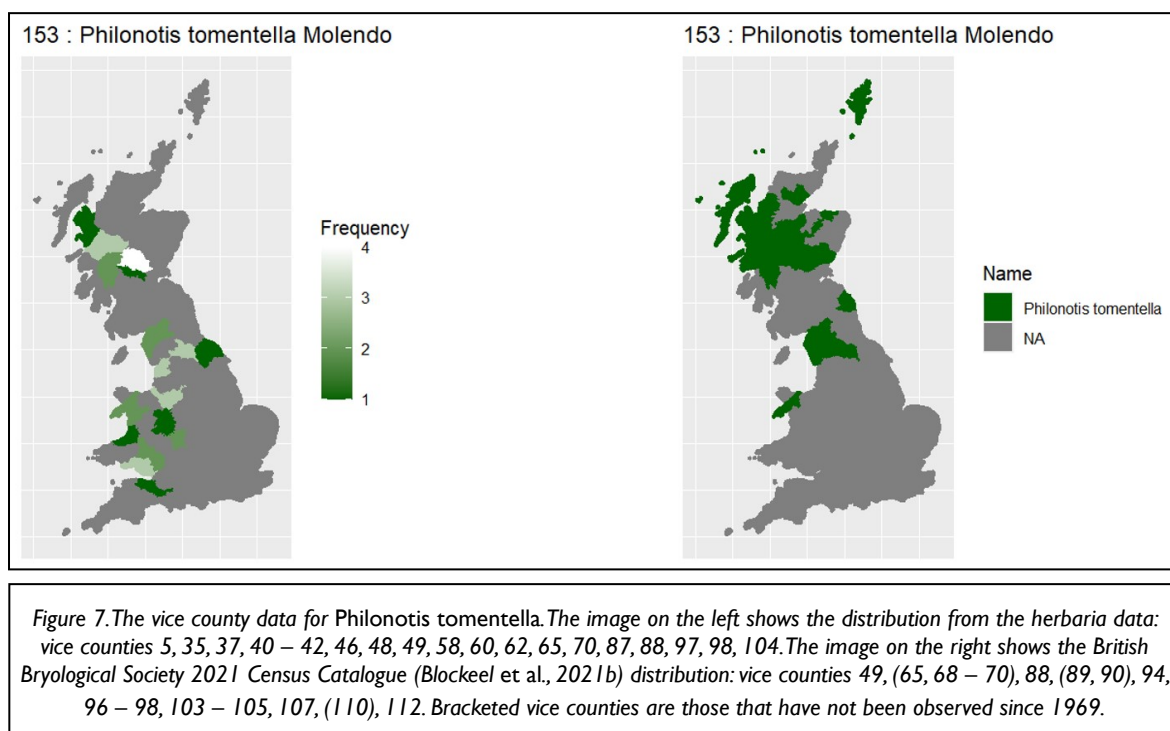 153 : Philonotis tomentella Molendo
153 : Philonotis tomentella Molendo
Frequency
4
3
2
1
Name
Philonotis tomentella
NA
Figure 7. The vice county data for Philonotis tomentella. The image on the left shows the distribution from the herbaria data:
vice counties 5, 35, 37, 40 – 42, 46, 48, 49, 58, 60, 62, 65, 70, 87, 88, 97, 98, 104. The image on the right shows the British
Bryological Society 2021 Census Catalogue (Blockeel et al., 2021b) distribution: vice counties 49, (65, 68 – 70), 88, (89, 90), 94,
96 – 98, 103 – 105, 107, (110), 112. Bracketed vice counties are those that have not been observed since 1969.